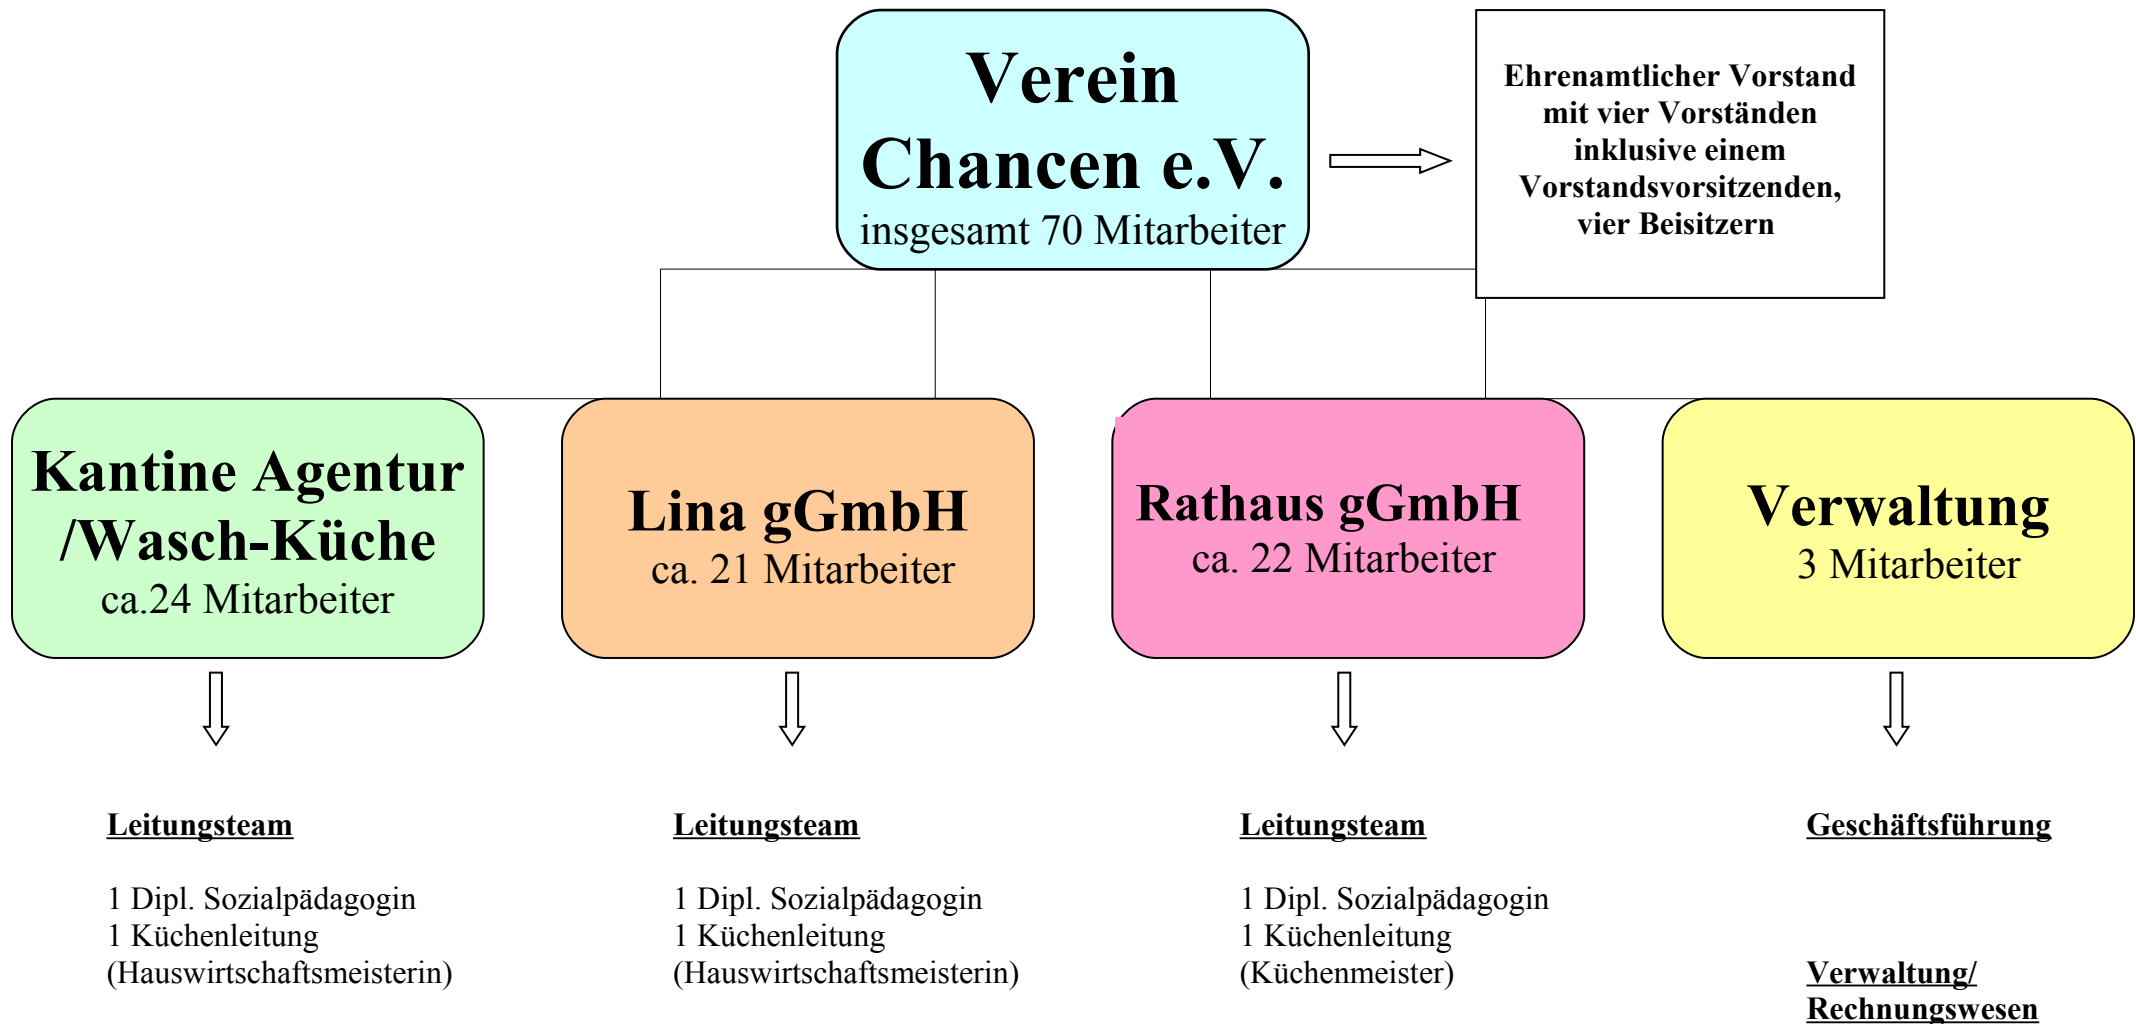 Verein
Chancen e.V.
insgesamt 70 Mitarbeiter
Ehrenamtlicher Vorstand
mit vier Vorständen
inklusive einem
Vorstandsvorsitzenden,
vier Beisitzern
Kantine Agentur
/Wasch-Küche
ca.24 Mitarbeiter
Lina gGmbH
ca. 21 Mitarbeiter
Rathaus gGmbH
ca. 22 Mitarbeiter
Verwaltung
3 Mitarbeiter
Leitungsteam
1 Dipl. Sozialpädagogin
1 Küchenleitung
(Hauswirtschaftsmeisterin)
Leitungsteam
1 Dipl. Sozialpädagogin
1 Küchenleitung
(Hauswirtschaftsmeisterin)
Leitungsteam
1 Dipl. Sozialpädagogin
1 Küchenleitung
(Küchenmeister)
Geschäftsführung
Verwaltung/
Rechnungswesen